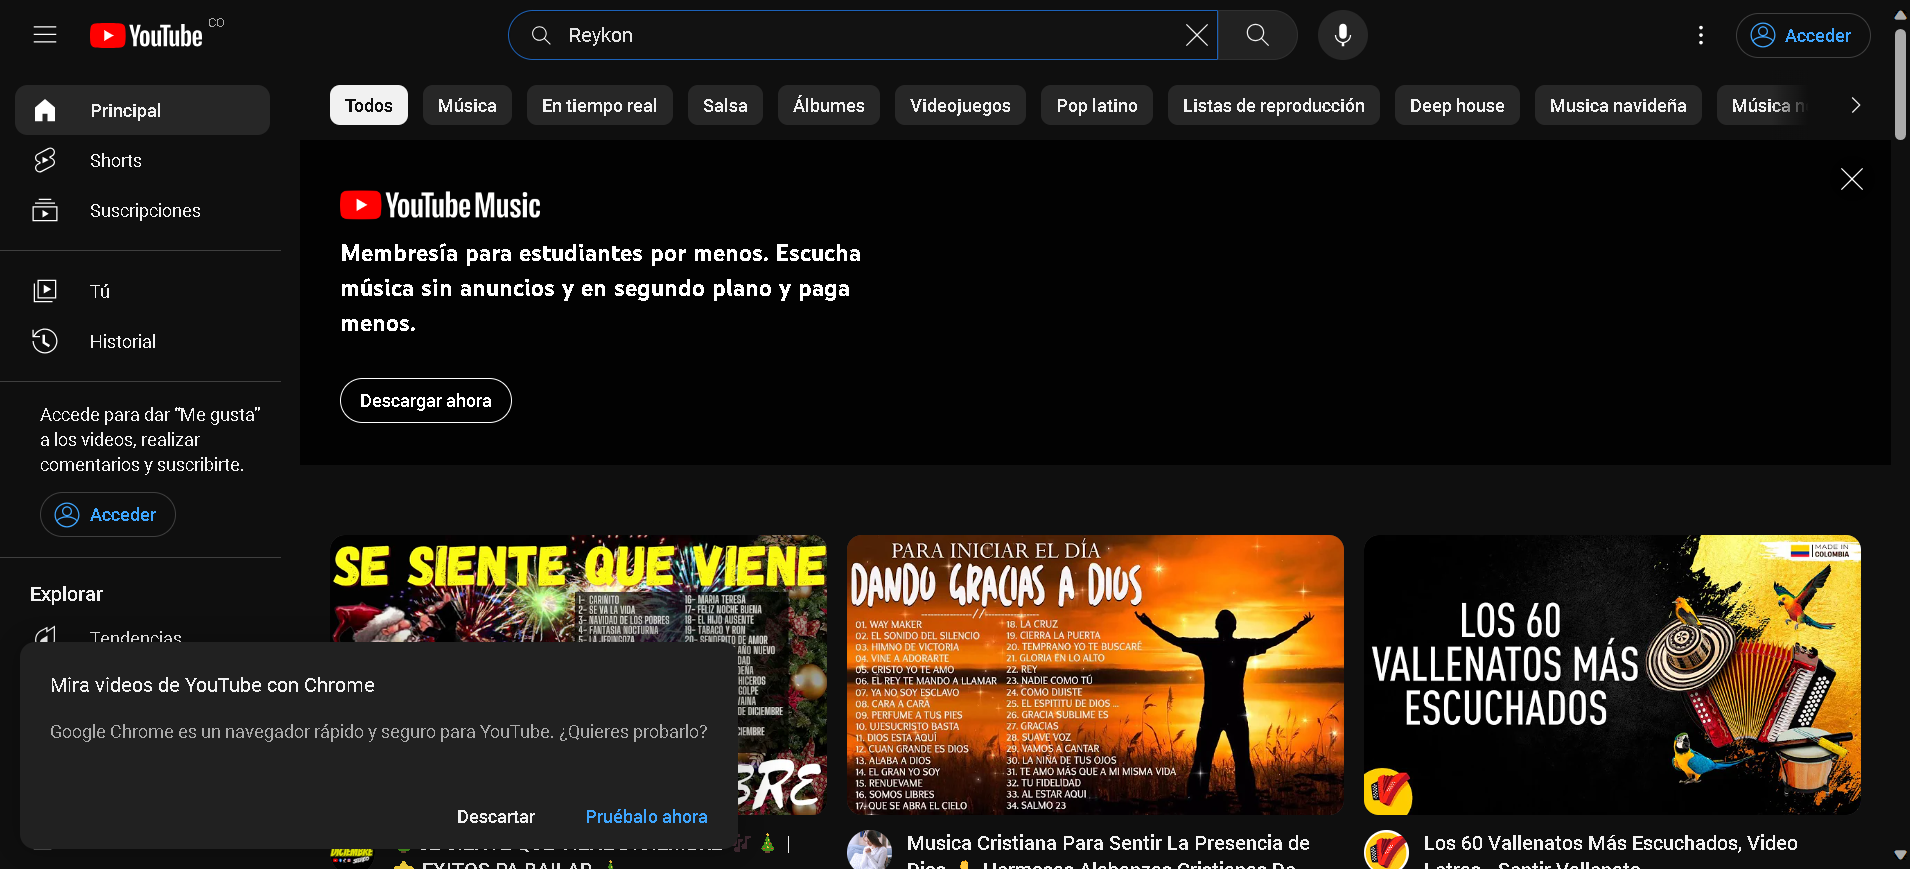 YouTube CO
Reykon
Acceder
Todos
Música
En tiempo real
Salsa
Álbumes
Videojuegos
Pop latino
Listas de reproducción
Deep house
Musica navideña
Música
Principal
Shorts
Suscripciones
Tú
Historial
Accede para dar “Me gusta”
a los videos, realizar
comentarios y suscribirte.
Acceder
Explorar
Tendencias
YouTube Music
Membresía para estudiantes por menos. Escucha
música sin anuncios y en segundo plano y paga
menos.
Descargar ahora
SE SIENTE QUE VIENE
1- CARIÑITO
2- SE VA LA VIDA
3- NAVIDAD DE LOS POBRES
4- FANTASIA NOCTURNA
16- MARIA TERESA
17- FELIZ NOCHE BUENA
18- EL HIJO AUSENTE
19- TABACO Y RON
PARA INICIAR EL DÍA
DANDO GRACIAS A DIOS
01. WAY MAKER
02. EL SONIDO DEL SILENCIO
03. HIMNO DE VICTORIA
04. VINE A ADORARTE
05. CRISTO YO TE AMO
06. EL REY TE MANDO A LLAMAR
07. YA NO SOY ESCLAVO
08. CARA A CARA
09. PERFUME A TUS PIES
10. UJESUCRISTO BASTA
11. DIOS ESTA AQUÍ
12. CUAN GRANDE ES DIOS
13. ALABA A DIOS
14. EL GRAN YO SOY
15. RENUEVAME
16. SOMOS LIBRES
17. QUE SE ABRA EL CIELO
18. LA CRUZ
19. CIERRA LA PUERTA
20. TEMPRANO YO TE BUSCARÉ
21. GLORIA EN LO ALTO
22. REY
23. NADIE COMO TÚ
24. COMO DIJISTE
25. EL ESPITITU DE DIOS ...
26. GRACIA SUBLIME ES
27. GRACIAS
28. SUAVE VOZ
29. VAMOS A CANTAR
30. LA NIÑA DE TUS OJOS
31. TE AMO MÁS QUE A MI MISMA VIDA
32. TU FIDELIDAD
33. AL ESTAR AQUI
34. SALMO 23
MADE IN
COLOMBIA
LOS 60
VALLENATOS MÁS
ESCUCHADOS
Mira videos de YouTube con Chrome
Google Chrome es un navegador rápido y seguro para YouTube. ¿Quieres probarlo?
Descartar
Pruébalo ahora
Musica Cristiana Para Sentir La Presencia de
Dios Hermosas Alabanzas Cristianas De
Los 60 Vallenatos Más Escuchados, Video
Letras - Sentir Vallenato